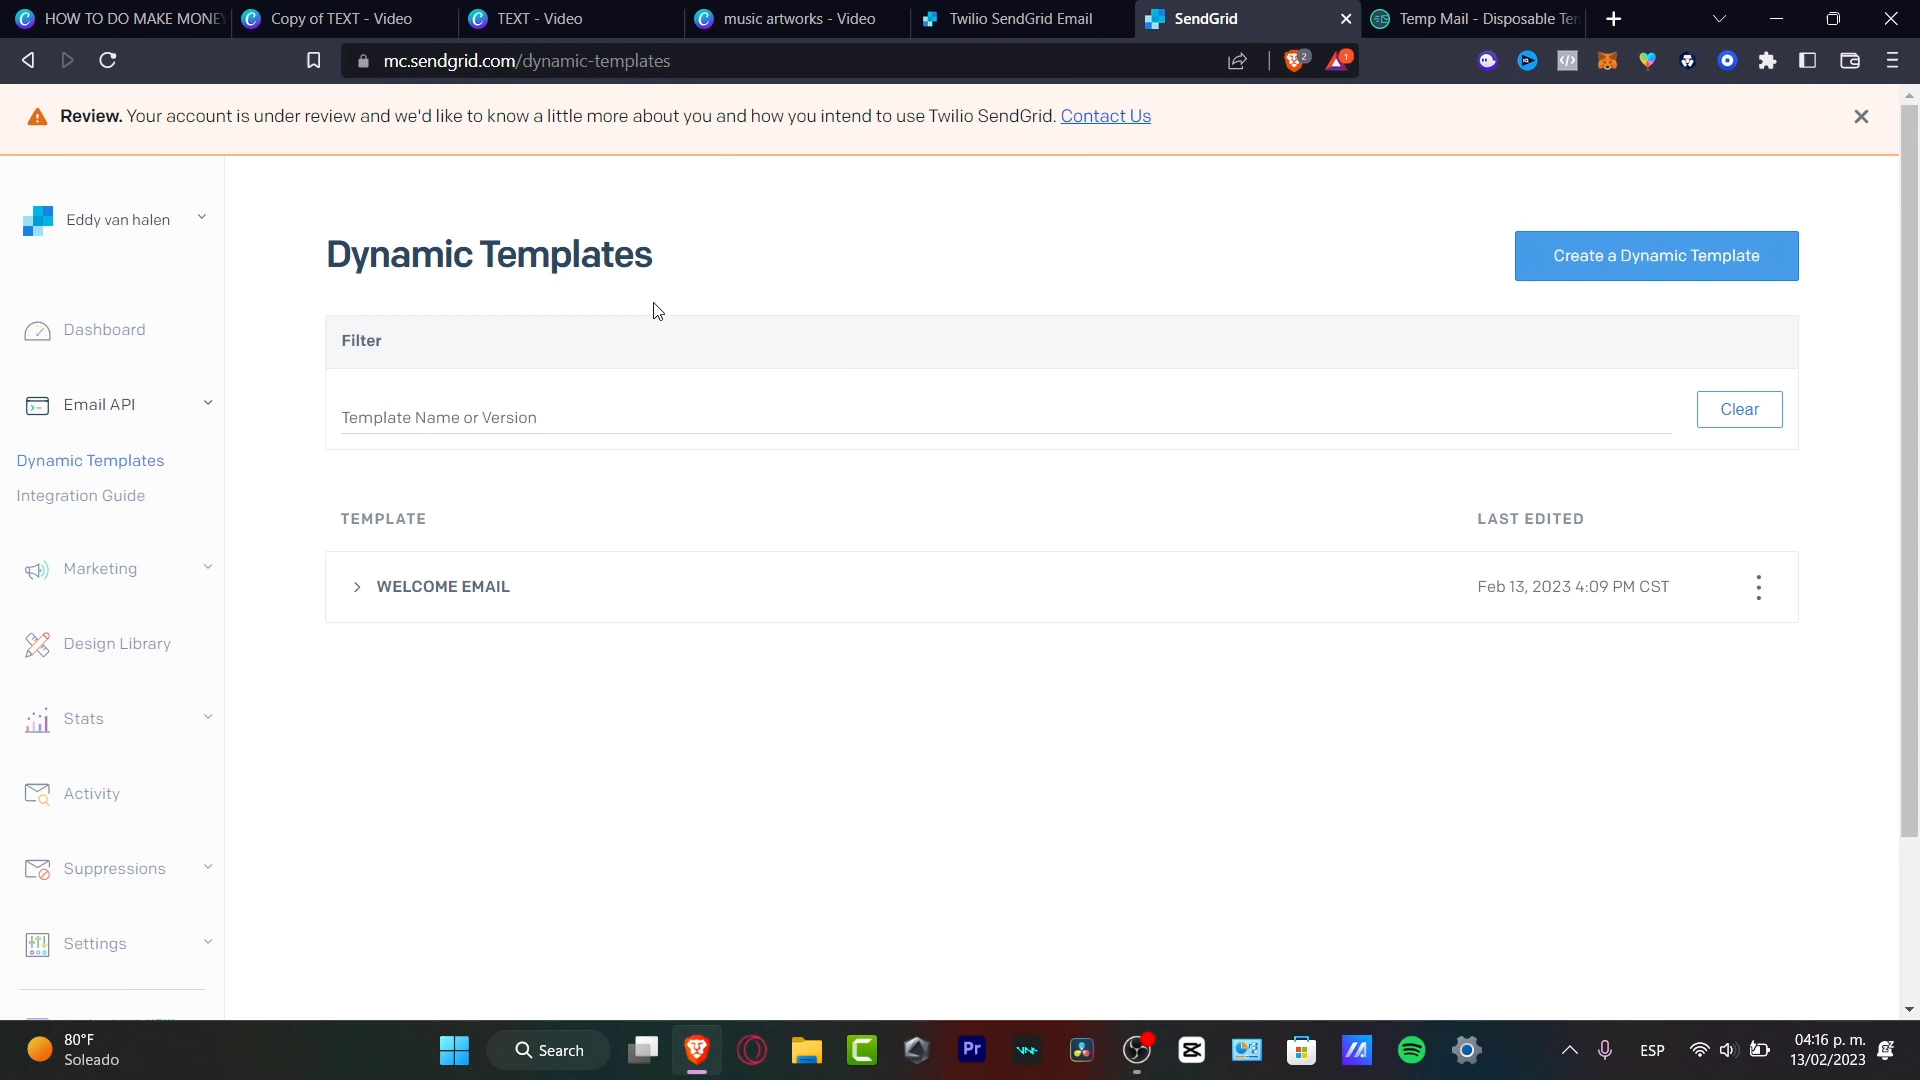 HOW TO DO MAKE MONEY
Copy of TEXT - Video
TEXT - Video
music artworks - Video
Twilio SendGrid Email
SendGrid
Temp Mail - Disposable Ten
mc.sendgrid.com/dynamic-templates
2
1
Review. Your account is under review and we'd like to know a little more about you and how you intend to use Twilio SendGrid. Contact Us
Eddy van halen
Dynamic Templates
Create a Dynamic Template
Dashboard
Filter
Email API
Template Name or Version
Clear
Dynamic Templates
Integration Guide
TEMPLATE
LAST EDITED
Marketing
WELCOME EMAIL
Feb 13, 2023 4:09 PM CST
Design Library
Stats
Activity
Suppressions
Settings
80°F
Soleado
Search
Pr
ESP
04:16 p. m.
13/02/2023